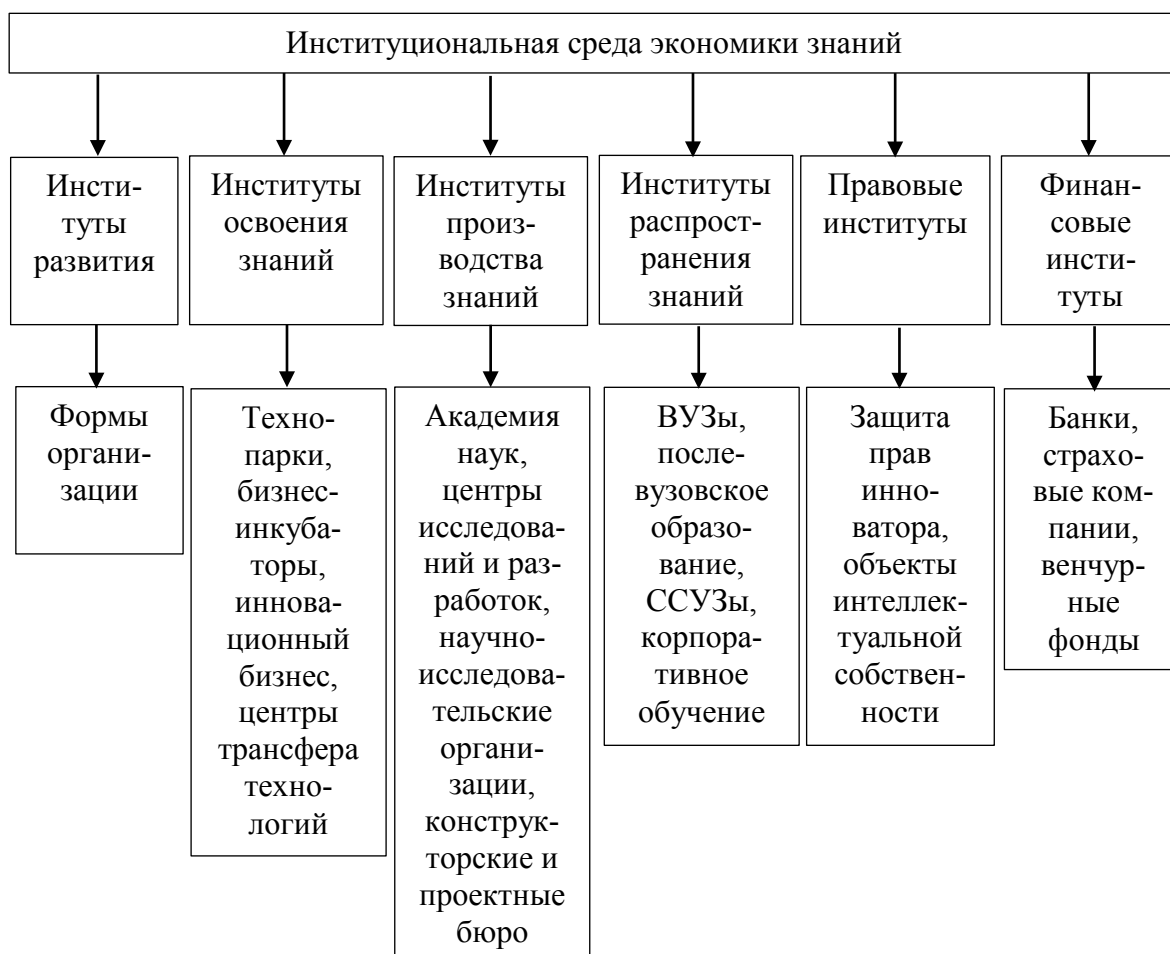 Институциональная среда экономики знаний
Инсти-
туты
развития
Институты
освоения
знаний
Институты
произ-
водства
знаний
Институты
распрост-
ранения
знаний
Правовые
институты
Финан-
совые
инсти-
туты
Формы
органи-
зации
Техно-
парки,
бизнес-
инкуба-
торы,
иннова-
ционный
бизнес,
центры
трансфера
техно-
логий
Академия
наук,
центры
исследова-
ний и раз-
работок,
научно-
исследова-
тельские
органи-
зации,
конструк-
торские и
проектные
бюро
ВУЗы,
после-
вузовское
образо-
вание,
ССУЗы,
корпора-
тивное
обучение
Защита
прав
инно-
ватора,
объекты
интеллек-
туальной
собствен-
ности
Банки,
страхо-
вые ком-
пании,
венчур-
ные
фонды